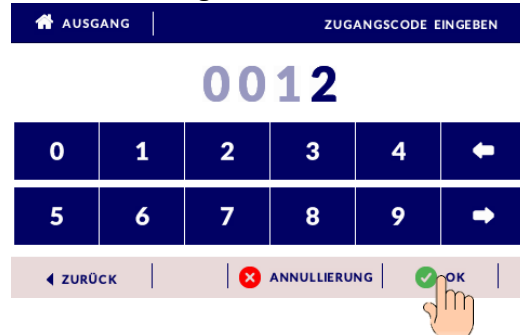 AUSGANG ZUGANGSCODE EINGEBEN
0012
0 1 2 3 4
5 6 7 8 9
ZURÜCK ANNULLIERUNG OK